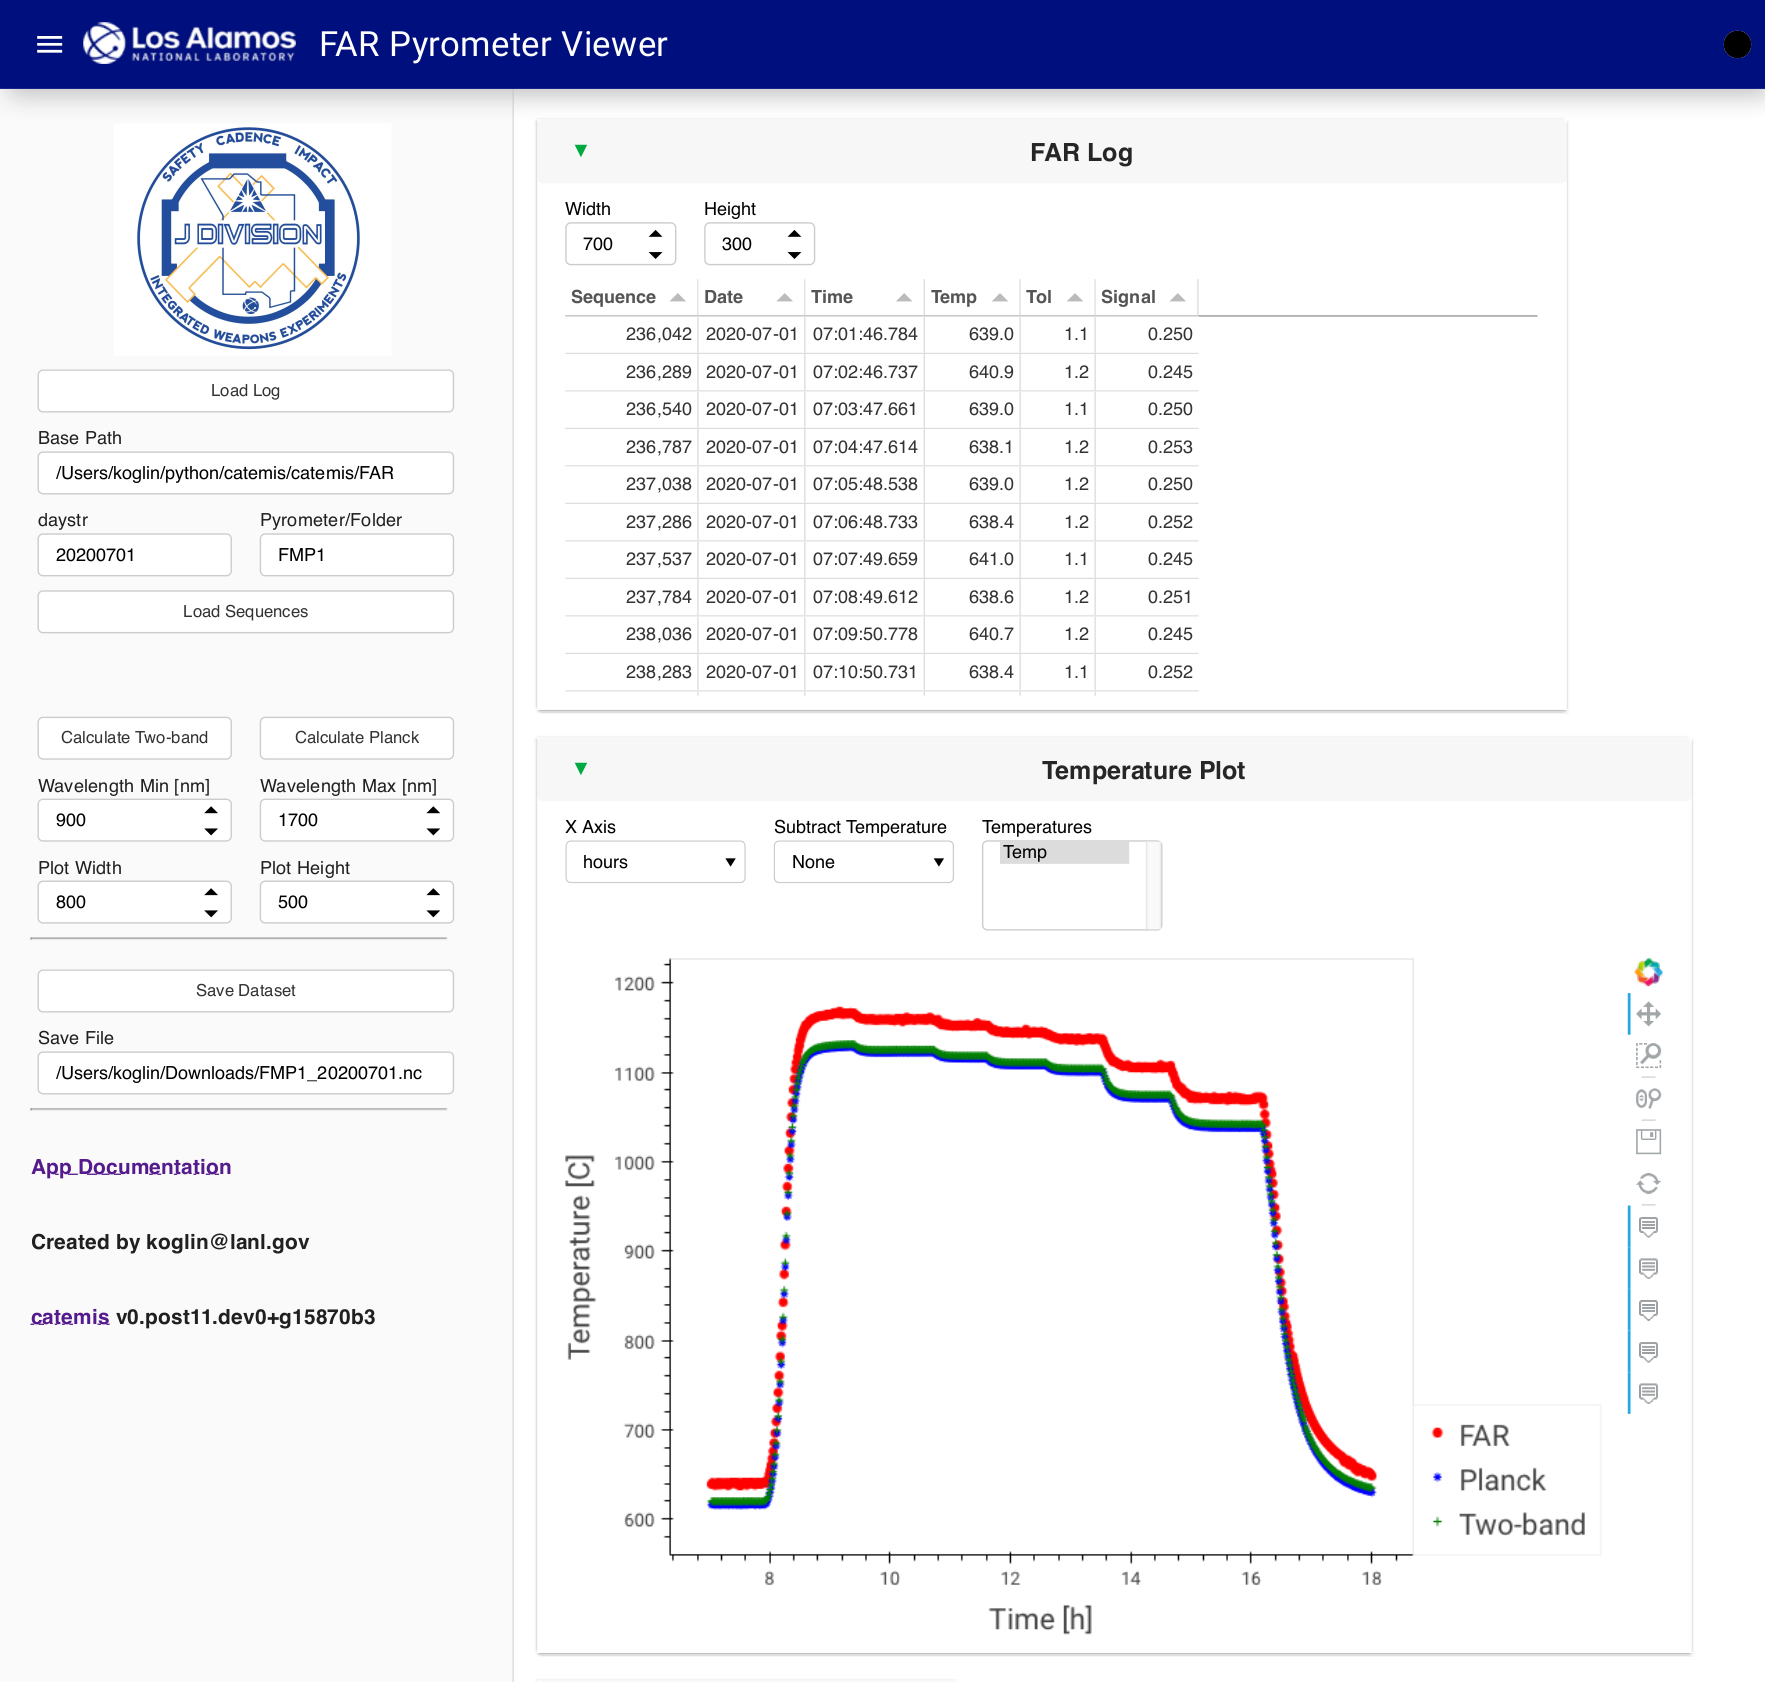 Los Alamos
NATIONAL LABORATORY
FAR Pyrometer Viewer
SAFETY CADENCE IMPACT
J DIVISION
INTEGRATED WEAPONS EXPERIMENTS
Load Log
Base Path
/Users/koglin/python/catemis/catemis/FAR
daystr Pyrometer/Folder
20200701 FMP1
Load Sequences
Calculate Two-band Calculate Planck
Wavelength Min [nm] Wavelength Max [nm]
900 1700
Plot Width Plot Height
800 500
Save Dataset
Save File
/Users/koglin/Downloads/FMP1_20200701.nc
App Documentation
Created by koglin@lanl.gov
catemis v0.post11.dev0+g15870b3
FAR Log
Width Height
700 300
Sequence Date Time Temp Tol Signal
236,042 2020-07-01 07:01:46.784 639.0 1.1 0.250
236,289 2020-07-01 07:02:46.737 640.9 1.2 0.245
236,540 2020-07-01 07:03:47.661 639.0 1.1 0.250
236,787 2020-07-01 07:04:47.614 638.1 1.2 0.253
237,038 2020-07-01 07:05:48.538 639.0 1.2 0.250
237,286 2020-07-01 07:06:48.733 638.4 1.2 0.252
237,537 2020-07-01 07:07:49.659 641.0 1.1 0.245
237,784 2020-07-01 07:08:49.612 638.6 1.2 0.251
238,036 2020-07-01 07:09:50.778 640.7 1.2 0.245
238,283 2020-07-01 07:10:50.731 638.4 1.1 0.252
Temperature Plot
X Axis Subtract Temperature Temperatures
hours None Temp
Temperature [C]
1200
1100
1000
900
800
700
600
8 10 12 14 16 18
Time [h]
FAR
Planck
Two-band